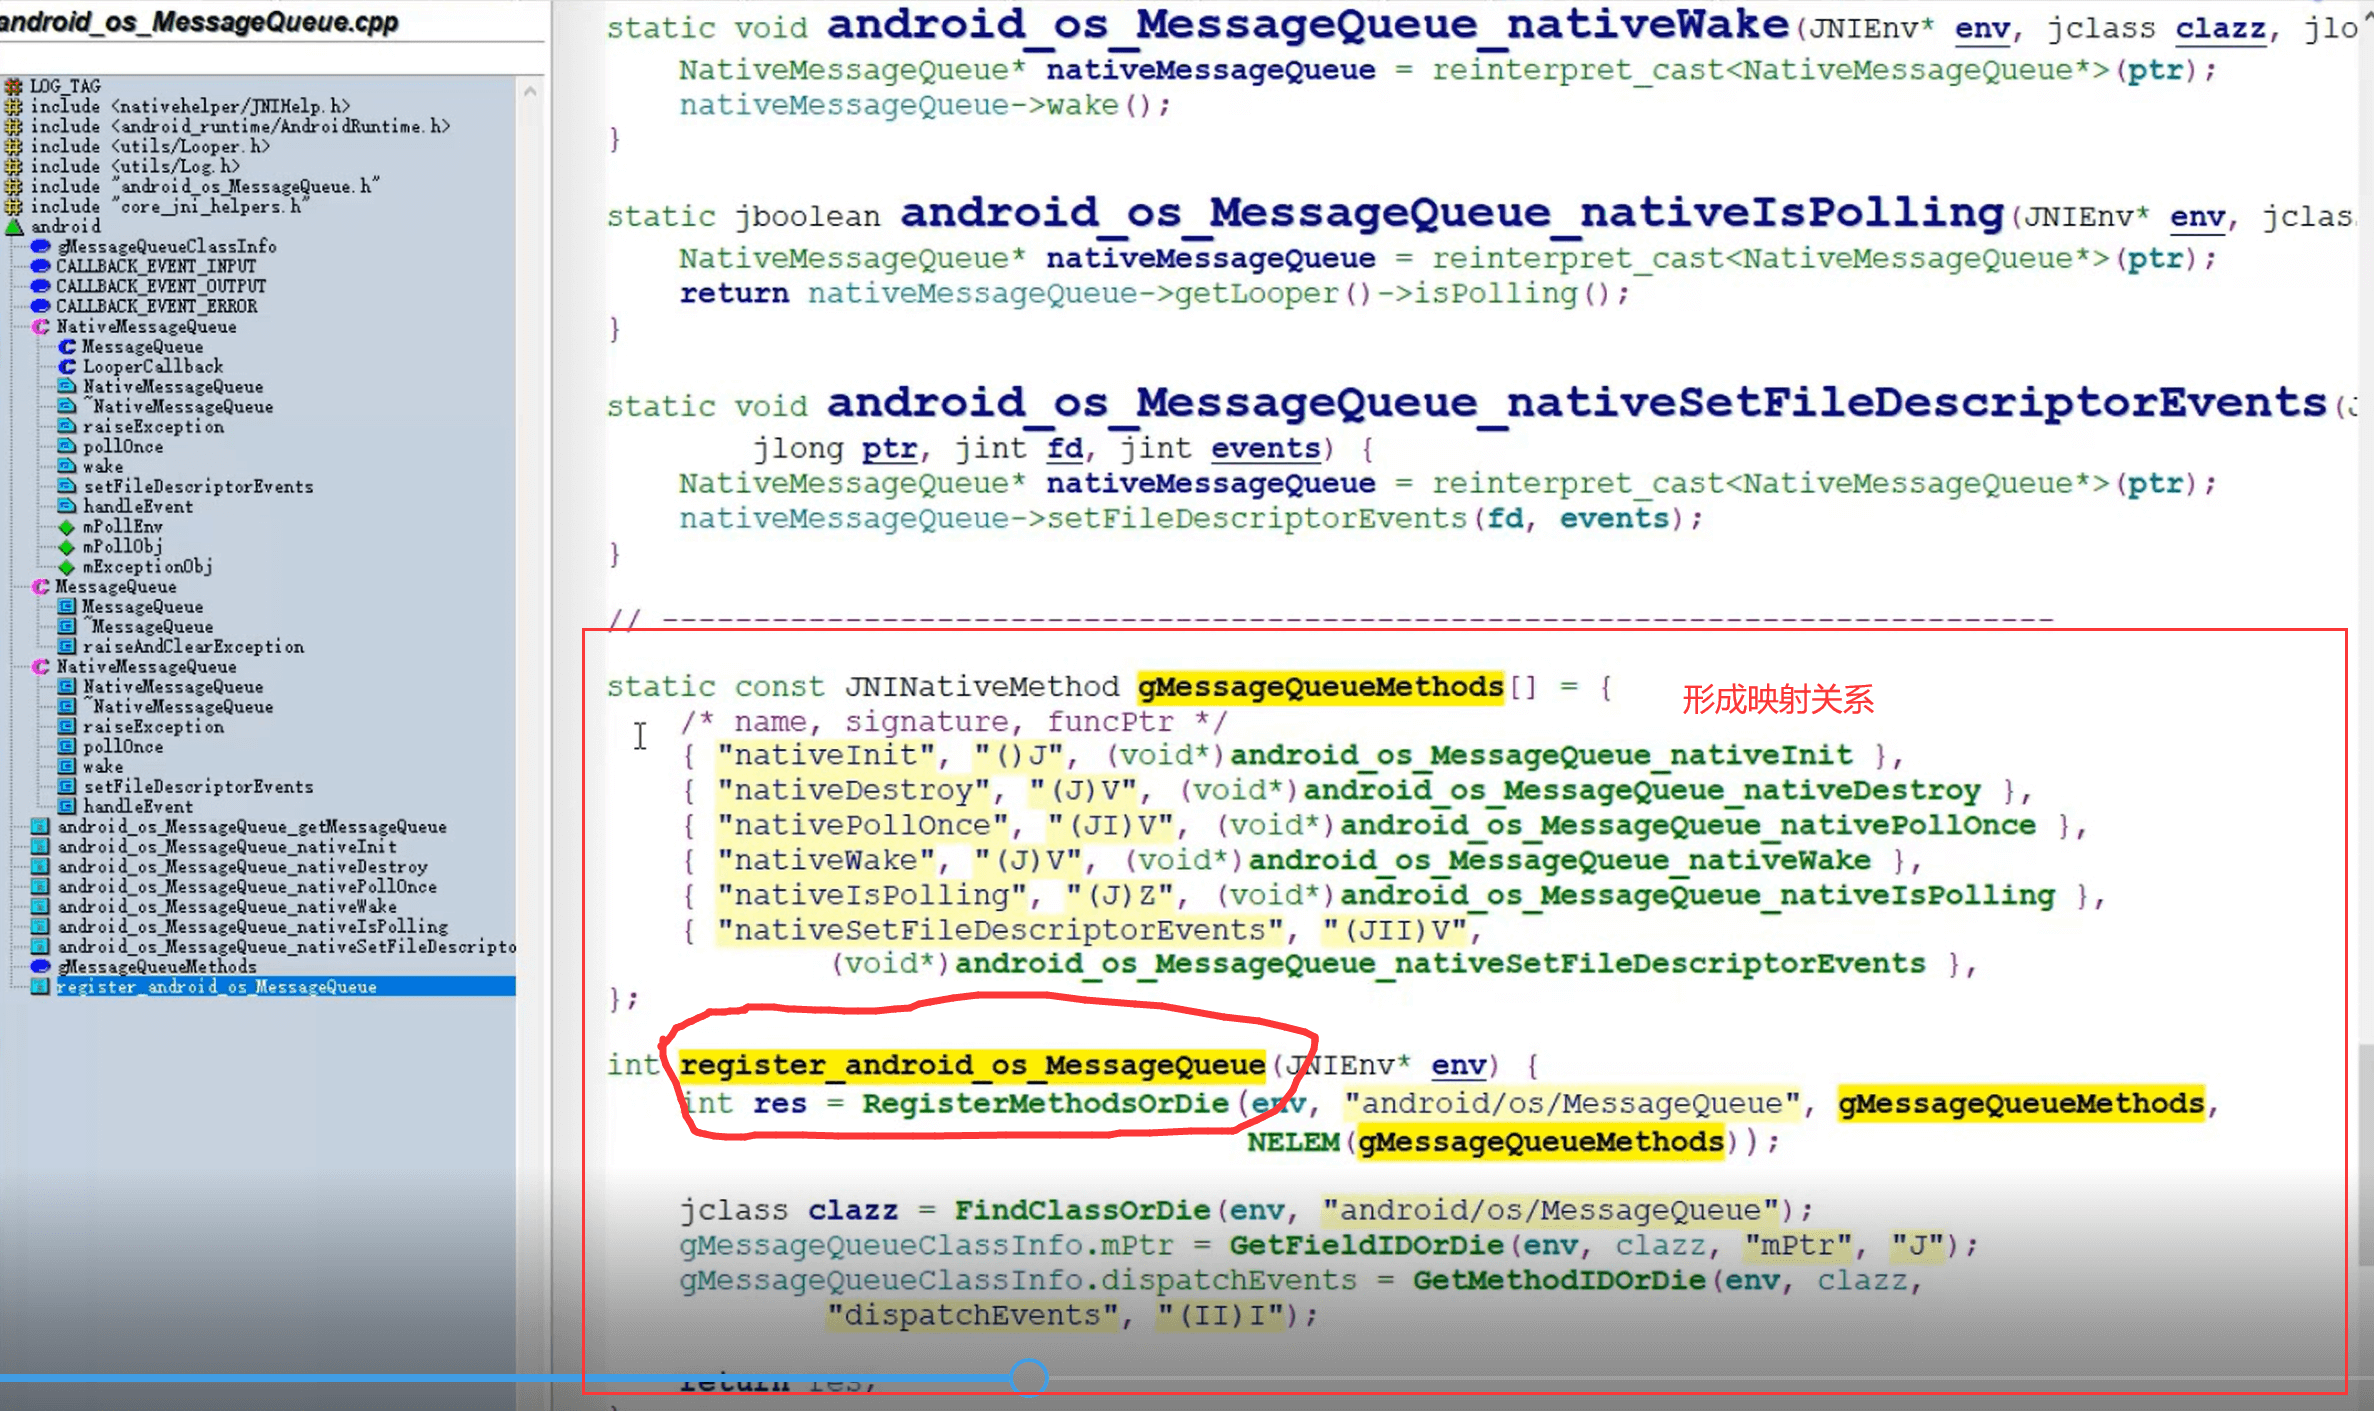 android_os_MessageQueue.cpp
LOG_TAG
include <nativehelper/JNIHelp.h>
include <android_runtime/AndroidRuntime.h>
include <utils/Looper.h>
include <utils/Log.h>
include "android_os_MessageQueue.h"
include "core_jni_helpers.h"
android
gMessageQueueClassInfo
CALLBACK_EVENT_INPUT
CALLBACK_EVENT_OUTPUT
CALLBACK_EVENT_ERROR
NativeMessageQueue
MessageQueue
LooperCallback
NativeMessageQueue
~NativeMessageQueue
raiseException
pollOnce
wake
setFileDescriptorEvents
handleEvent
mPollEnv
mPollObj
mExceptionObj
MessageQueue
MessageQueue
~MessageQueue
raiseAndClearException
NativeMessageQueue
NativeMessageQueue
~NativeMessageQueue
raiseException
pollOnce
wake
setFileDescriptorEvents
handleEvent
android_os_MessageQueue_getMessageQueue
android_os_MessageQueue_nativeInit
android_os_MessageQueue_nativeDestroy
android_os_MessageQueue_nativePollOnce
android_os_MessageQueue_nativeWake
android_os_MessageQueue_nativeIsPolling
android_os_MessageQueue_nativeSetFileDescripto
gMessageQueueMethods
register_android_os_MessageQueue
static void android_os_MessageQueue_nativeWake(JNIEnv* env, jclass clazz, jlo
NativeMessageQueue* nativeMessageQueue = reinterpret_cast<NativeMessageQueue*>(ptr);
nativeMessageQueue->wake();
}
static jboolean android_os_MessageQueue_nativeIsPolling(JNIEnv* env, jclas
NativeMessageQueue* nativeMessageQueue = reinterpret_cast<NativeMessageQueue*>(ptr);
return nativeMessageQueue->getLooper()->isPolling();
}
static void android_os_MessageQueue_nativeSetFileDescriptorEvents(J
jlong ptr, jint fd, jint events) {
NativeMessageQueue* nativeMessageQueue = reinterpret_cast<NativeMessageQueue*>(ptr);
nativeMessageQueue->setFileDescriptorEvents(fd, events);
}
// ----------------------------------------------------------------------------
static const JNINativeMethod gMessageQueueMethods[] = {
形成映射关系
/* name, signature, funcPtr */
{ "nativeInit", "()J", (void*)android_os_MessageQueue_nativeInit },
{ "nativeDestroy", "(J)V", (void*)android_os_MessageQueue_nativeDestroy },
{ "nativePollOnce", "(JI)V", (void*)android_os_MessageQueue_nativePollOnce },
{ "nativeWake", "(J)V", (void*)android_os_MessageQueue_nativeWake },
{ "nativeIsPolling", "(J)Z", (void*)android_os_MessageQueue_nativeIsPolling },
{ "nativeSetFileDescriptorEvents", "(JII)V",
(void*)android_os_MessageQueue_nativeSetFileDescriptorEvents },
};
int register_android_os_MessageQueue(JNIEnv* env) {
int res = RegisterMethodsOrDie(env, "android/os/MessageQueue", gMessageQueueMethods,
NELEM(gMessageQueueMethods));
jclass clazz = FindClassOrDie(env, "android/os/MessageQueue");
gMessageQueueClassInfo.mPtr = GetFieldIDOrDie(env, clazz, "mPtr", "J");
gMessageQueueClassInfo.dispatchEvents = GetMethodIDOrDie(env, clazz,
"dispatchEvents", "(II)I");
return res;